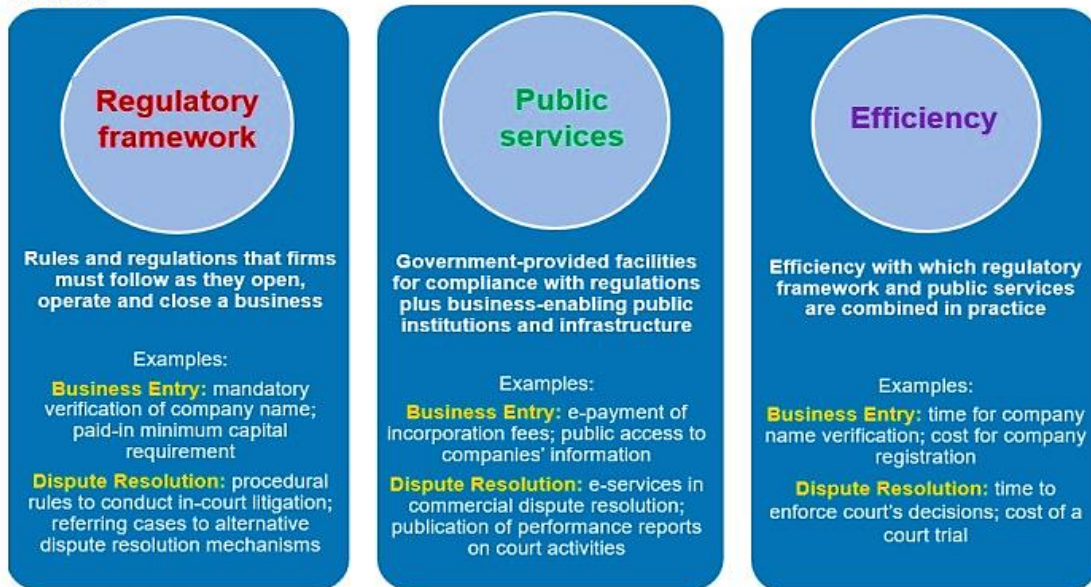 Regulatory
framework
Rules and regulations that firms
must follow as they open,
operate and close a business
Examples:
Business Entry: mandatory
verification of company name;
paid-in minimum capital
requirement
Dispute Resolution: procedural
rules to conduct in-court litigation;
referring cases to alternative
dispute resolution mechanisms
Public
services
Government-provided facilities
for compliance with regulations
plus business-enabling public
institutions and infrastructure
Examples:
Business Entry: e-payment of
incorporation fees; public access to
companies' information
Dispute Resolution: e-services in
commercial dispute resolution;
publication of performance reports
on court activities
Efficiency
Efficiency with which regulatory
framework and public services
are combined in practice
Examples:
Business Entry: time for company
name verification; cost for company
registration
Dispute Resolution: time to
enforce court's decisions; cost of a
court trial